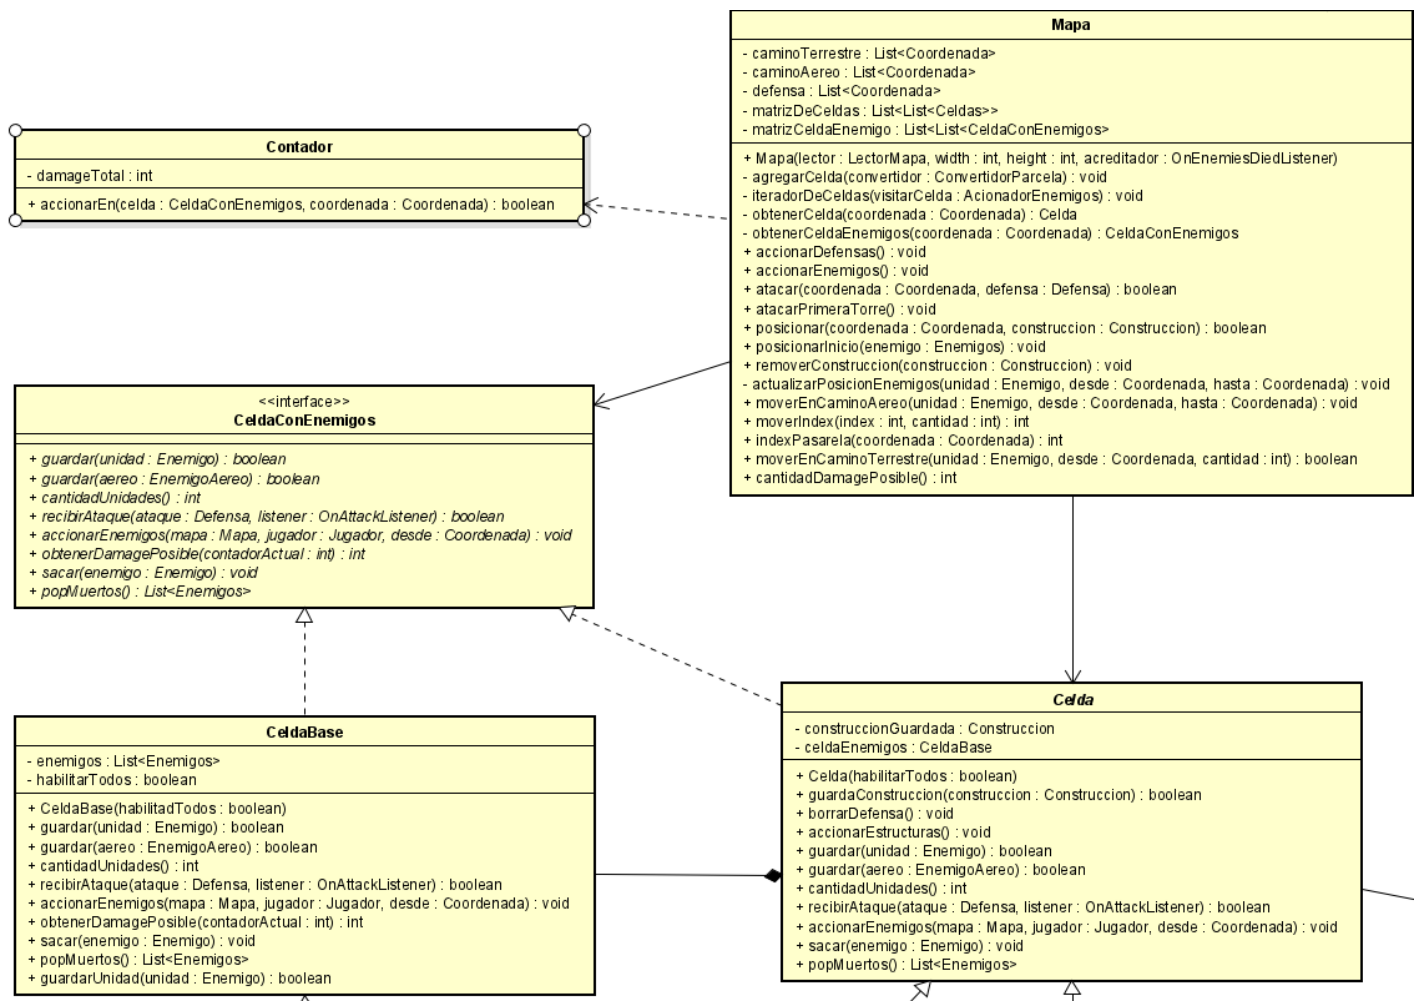 Mapa
- caminoTerrestre : List<Coordenada>
- caminoAereo : List<Coordenada>
- defensa : List<Coordenada>
- matrizDeCeldas : List<List<Celdas>>
- matrizCeldaEnemigo : List<List<CeldaConEnemigos>
+ Mapa(lector : LectorMapa, width : int, height : int, acreditador : OnEnemiesDiedListener)
- agregarCelda(convertidor : ConvertidorParcela) : void
- iteradorDeCeldas(visitarCelda : AcionadorEnemigos) : void
- obtenerCelda(coordenada : Coordenada) : Celda
- obtenerCeldaEnemigos(coordenada : Coordenada) : CeldaConEnemigos
+ accionarDefensas() : void
+ accionarEnemigos() : void
+ atacar(coordenada : Coordenada, defensa : Defensa) : boolean
+ atacarPrimeraTorre() : void
+ posicionar(coordenada : Coordenada, construccion : Construccion) : boolean
+ posicionarInicio(enemigo : Enemigos) : void
+ removerConstruccion(construccion : Construccion) : void
- actualizarPosicionEnemigos(unidad : Enemigo, desde : Coordenada, hasta : Coordenada) : void
+ moverEnCaminoAereo(unidad : Enemigo, desde : Coordenada, hasta : Coordenada) : void
+ moverIndex(index : int, cantidad : int) : int
+ indexPasarela(coordenada : Coordenada) : int
+ moverEnCaminoTerrestre(unidad : Enemigo, desde : Coordenada, cantidad : int) : boolean
+ cantidadDamagePosible() : int
Contador
- damageTotal : int
+ accionarEn(celda : CeldaConEnemigos, coordenada : Coordenada) : boolean
<<interface>>
CeldaConEnemigos
+ guardar(unidad : Enemigo) : boolean
+ guardar(aereo : EnemigoAereo) : boolean
+ cantidadUnidades() : int
+ recibirAtaque(ataque : Defensa, listener : OnAttackListener) : boolean
+ accionarEnemigos(mapa : Mapa, jugador : Jugador, desde : Coordenada) : void
+ obtenerDamagePosible(contadorActual : int) : int
+ sacar(enemigo : Enemigo) : void
+ popMuertos() : List<Enemigos>
CeldaBase
- enemigos : List<Enemigos>
- habilitarTodos : boolean
+ CeldaBase(habilitadTodos : boolean)
+ guardar(unidad : Enemigo) : boolean
+ guardar(aereo : EnemigoAereo) : boolean
+ cantidadUnidades() : int
+ recibirAtaque(ataque : Defensa, listener : OnAttackListener) : boolean
+ accionarEnemigos(mapa : Mapa, jugador : Jugador, desde : Coordenada) : void
+ obtenerDamagePosible(contadorActual : int) : int
+ sacar(enemigo : Enemigo) : void
+ popMuertos() : List<Enemigos>
+ guardarUnidad(unidad : Enemigo) : boolean
Celda
- construccionGuardada : Construccion
- celdaEnemigos : CeldaBase
+ Celda(habilitarTodos : boolean)
+ guardaConstruccion(construccion : Construccion) : boolean
+ borrarDefensa() : void
+ accionarEstructuras() : void
+ guardar(unidad : Enemigo) : boolean
+ guardar(aereo : EnemigoAereo) : boolean
+ cantidadUnidades() : int
+ recibirAtaque(ataque : Defensa, listener : OnAttackListener) : boolean
+ accionarEnemigos(mapa : Mapa, jugador : Jugador, desde : Coordenada) : void
+ sacar(enemigo : Enemigo) : void
+ popMuertos() : List<Enemigos>